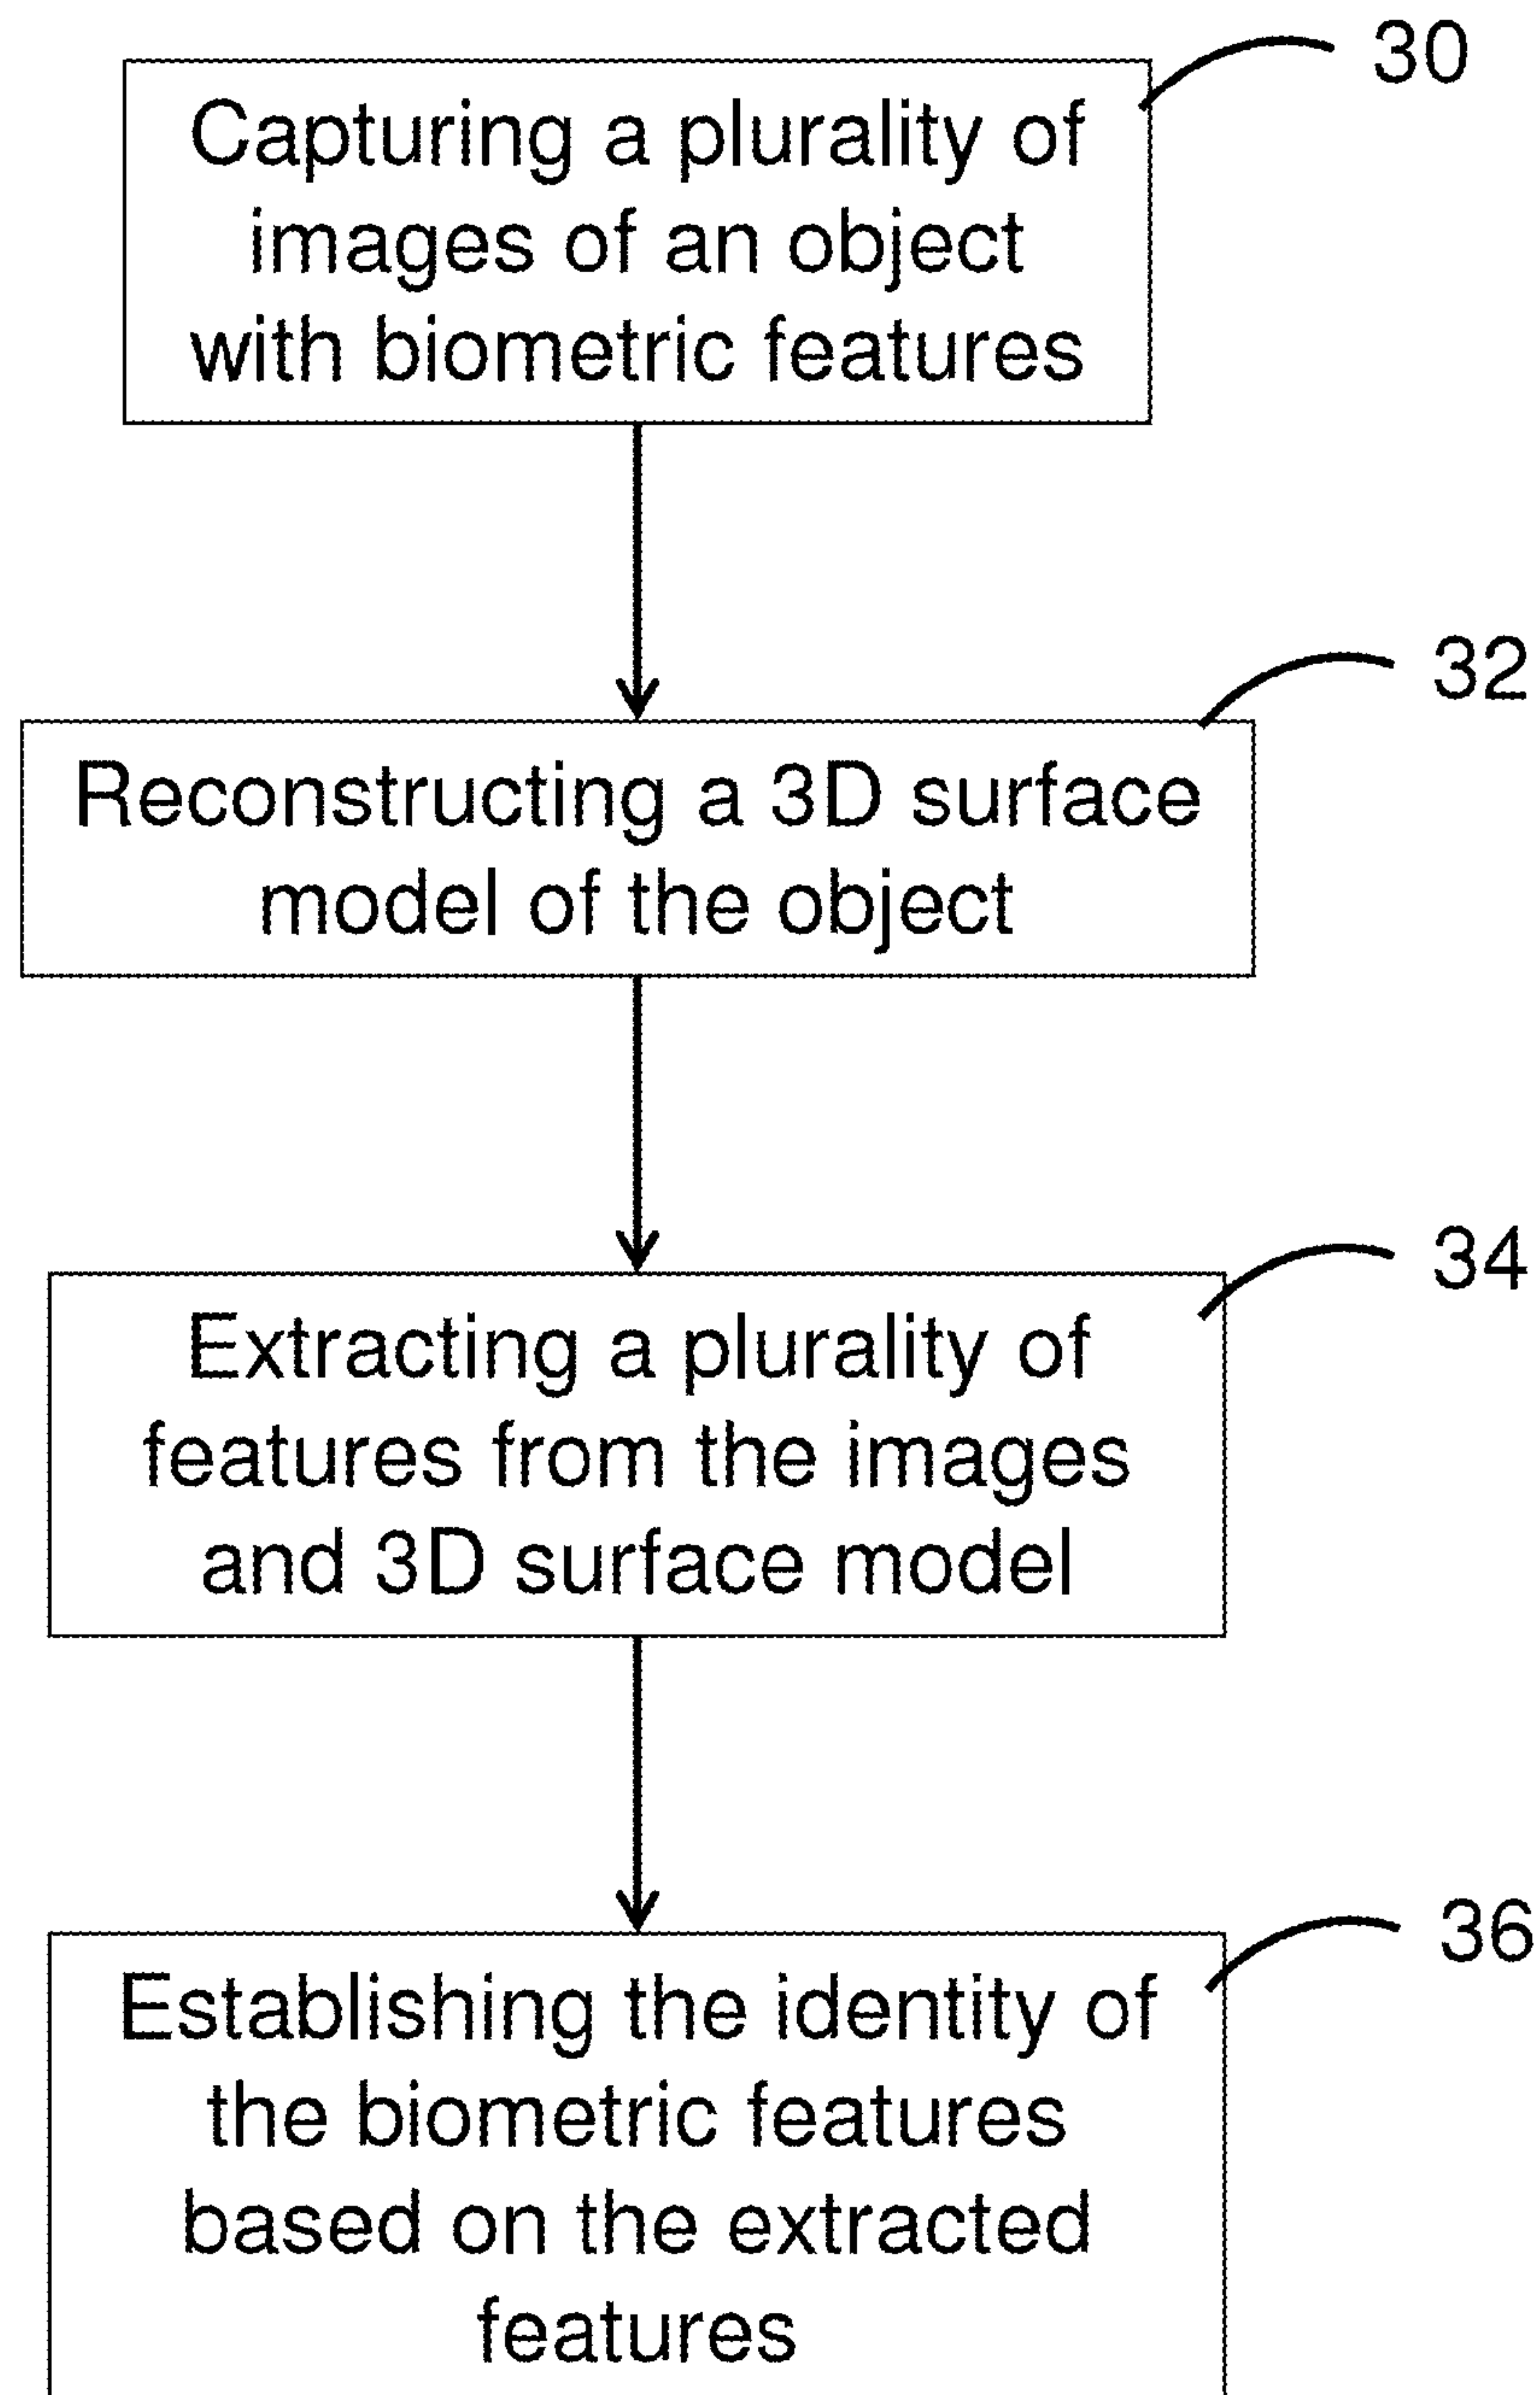 30
Capturing a plurality of
images of an object
with biometric features
32
Reconstructing a 3D surface
model of the object
34
Extracting a plurality of
features from the images
and 3D surface model
36
Establishing the identity of
the biometric features
based on the extracted
features